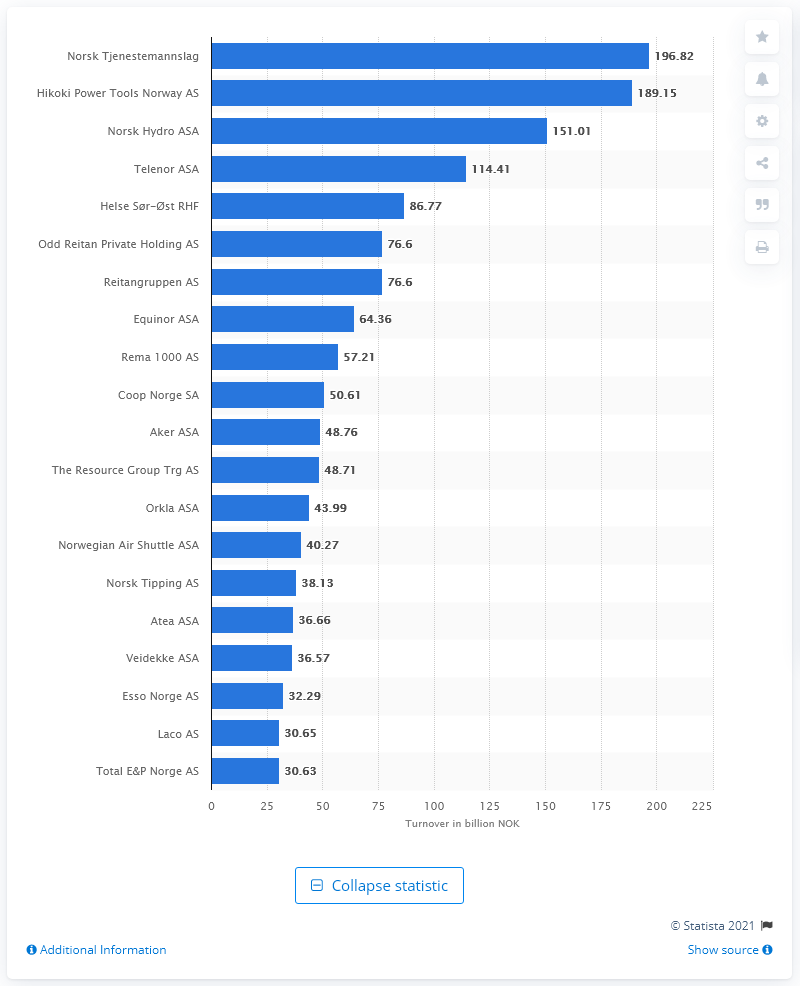 Norsk Tjenestemannslag 196.82
Hikoki Power Tools Norway AS 189.15
Norsk Hydro ASA 151.01
Telenor ASA 114.41
Helse Sør-Øst RHF 86.77
Odd Reitan Private Holding AS 76.6
Reitangruppen AS 76.6
Equinor ASA 64.36
Rema 1000 AS 57.21
Coop Norge SA 50.61
Aker ASA 48.76
The Resource Group Trg AS 48.71
Orkla ASA 43.99
Norwegian Air Shuttle ASA 40.27
Norsk Tipping AS 38.13
Atea ASA 36.66
Veidekke ASA 36.57
Esso Norge AS 32.29
Laco AS 30.65
Total E&P Norge AS 30.63
0 25 50 75 100 125 150 175 200 225
Turnover in billion NOK
Collapse statistic
© Statista 2021
Additional Information Show source